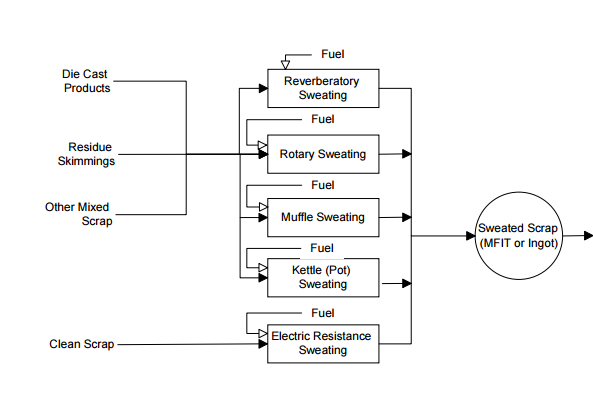 Fuel
Die Cast
Products
Reverberatory
Sweating
Fuel
Residue
Skimmings
Rotary Sweating
Fuel
Other Mixed
Scrap
Muffle Sweating
Sweated Scrap
(MFIT or Ingot)
Fuel
Kettle (Pot)
Sweating
Fuel
Clean Scrap
Electric Resistance
Sweating